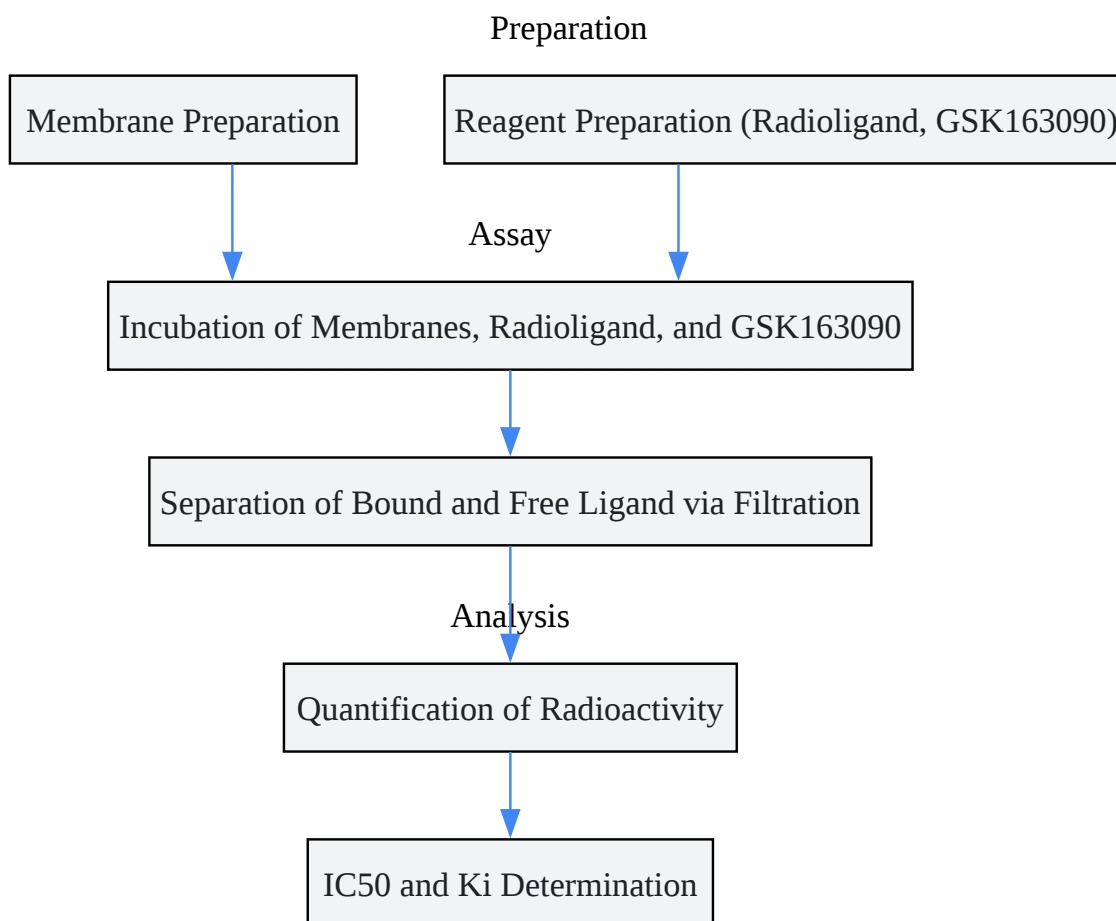 Preparation
Membrane Preparation
Reagent Preparation (Radioligand, GSK163090)
Assay
Incubation of Membranes, Radioligand, and GSK163090
Separation of Bound and Free Ligand via Filtration
Analysis
Quantification of Radioactivity
IC50 and Ki Determination